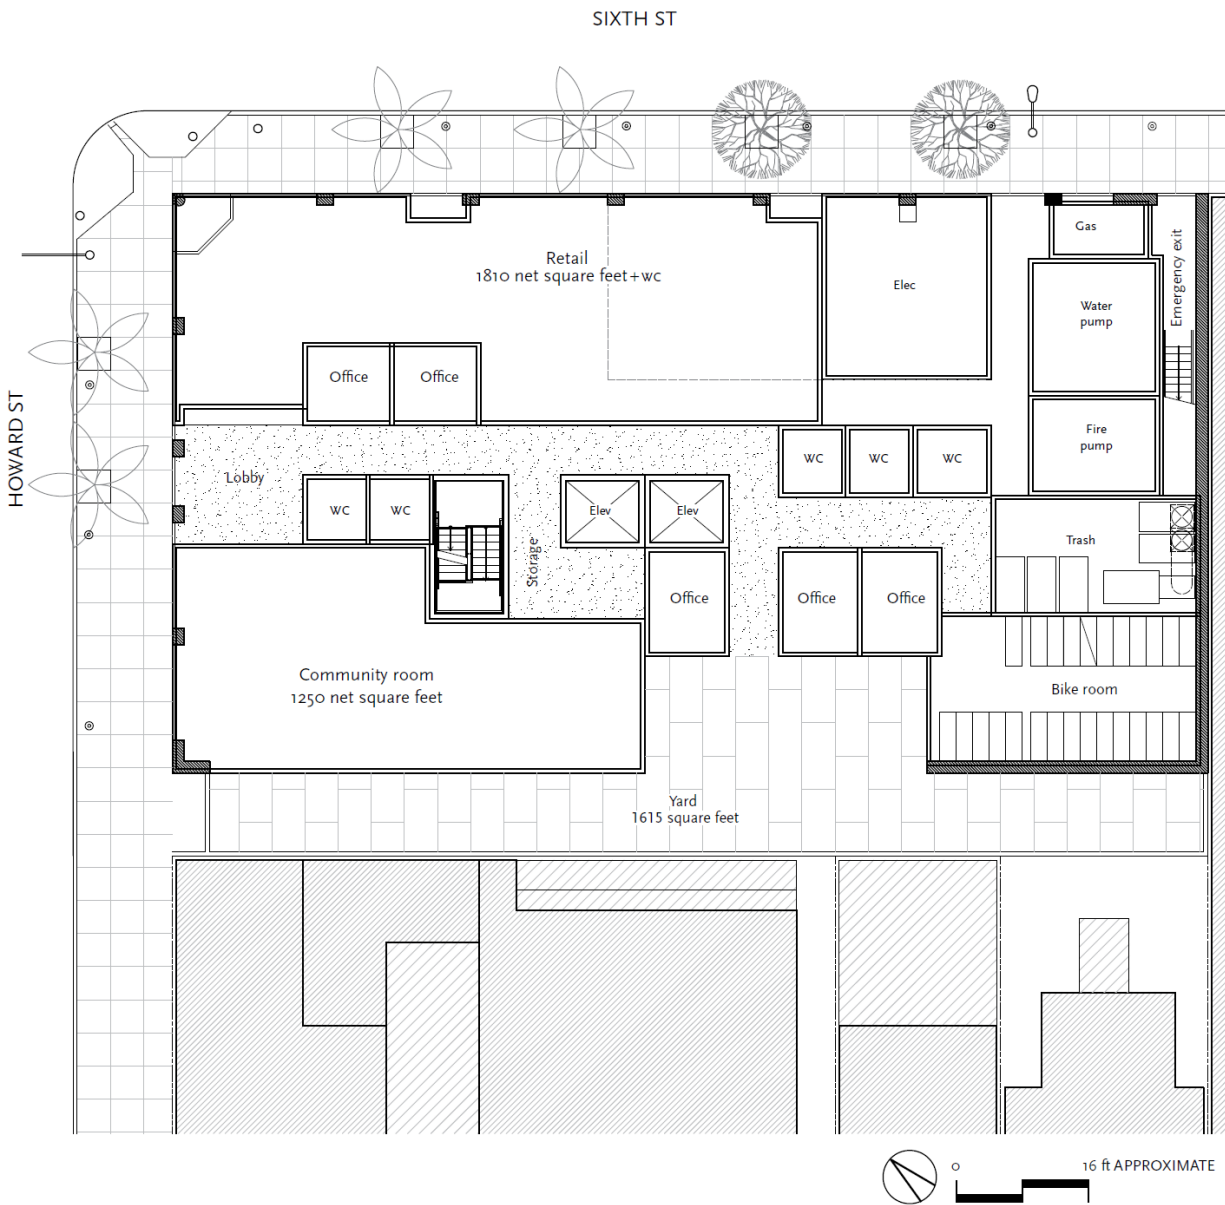 SIXTH ST
HOWARD ST
Retail
1810 net square feet+wc
Gas
Emergency exit
Elec
Water
pump
Office
Office
Fire
pump
Lobby
WC
WC
WC
WC
WC
Elev
Elev
Storage
Trash
Office
Office
Office
Community room
1250 net square feet
Bike room
Yard
1615 square feet
0
16 ft APPROXIMATE